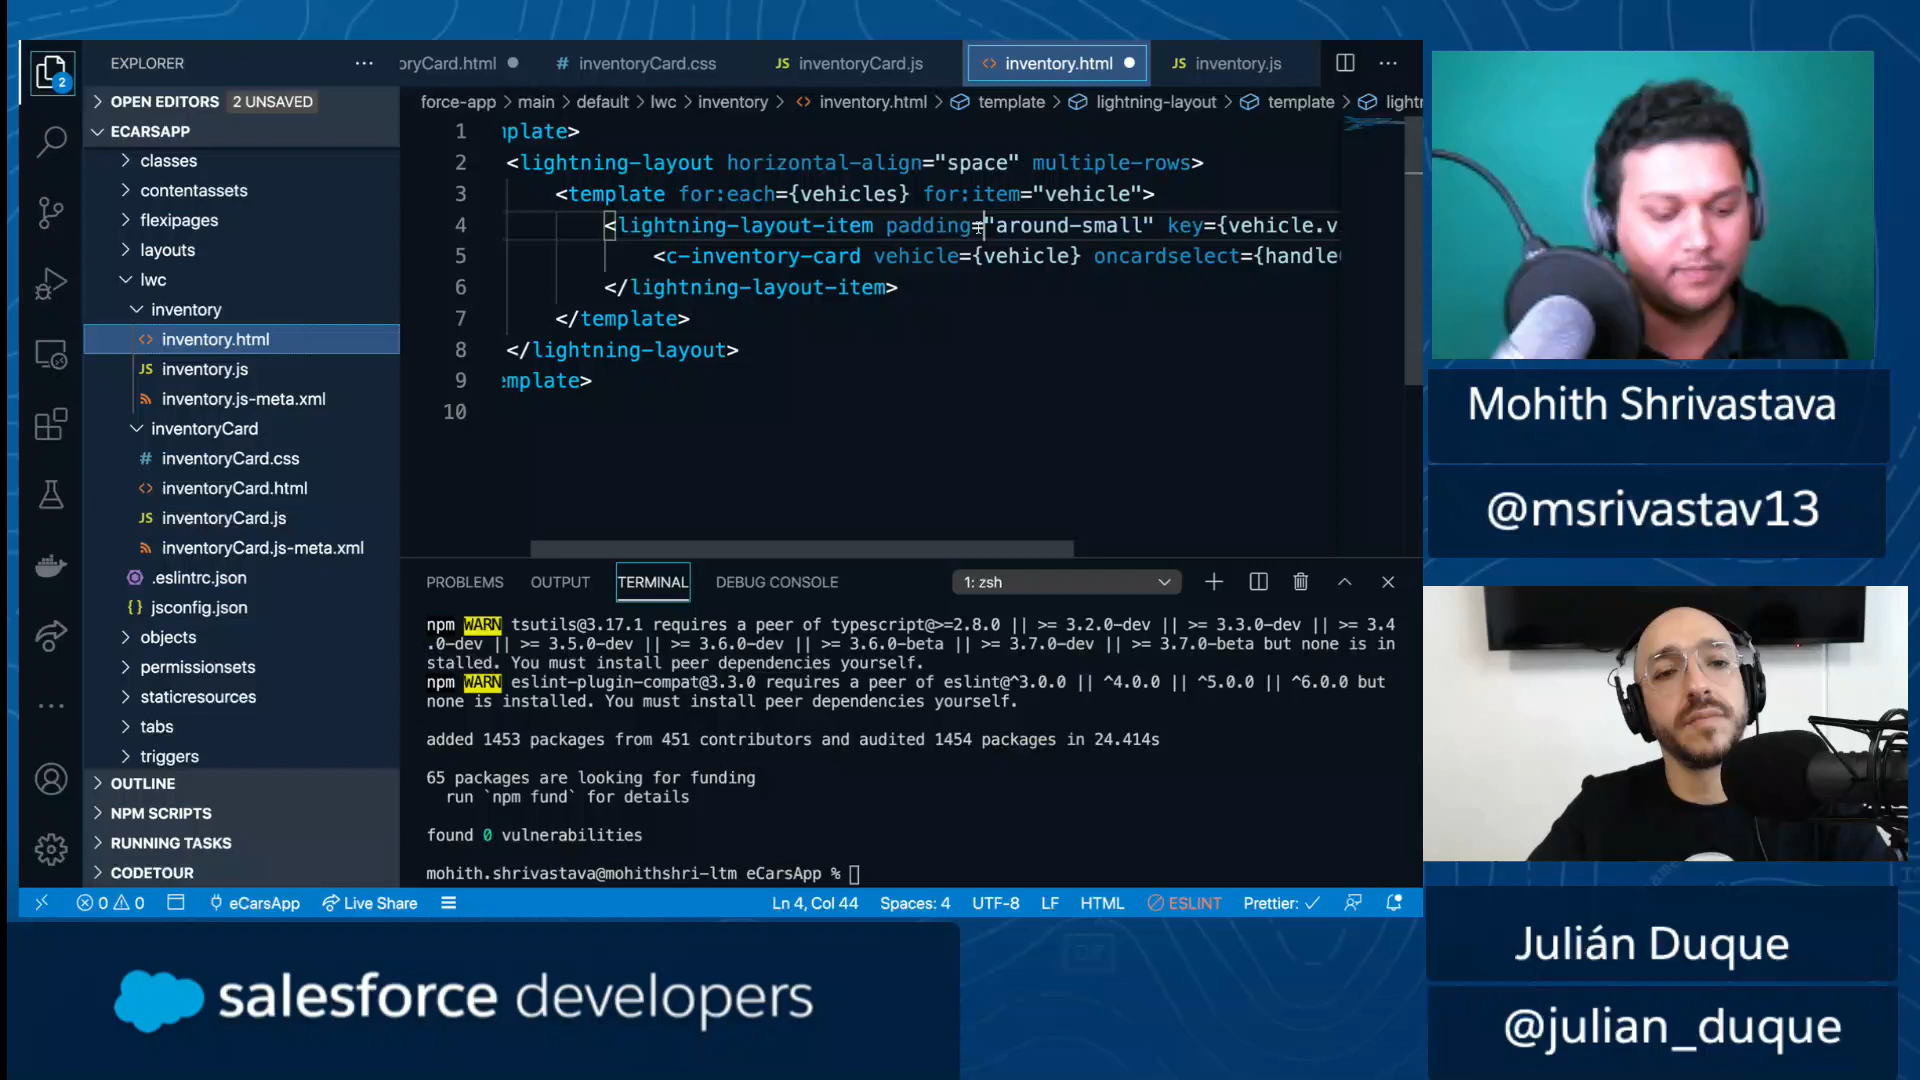 EXPLORER
2
OPEN EDITORS 2 UNSAVED
ECARSAPP
classes
contentassets
flexipages
layouts
lwc
inventory
inventory.html
JS inventory.js
inventory.js-meta.xml
inventoryCard
# inventoryCard.css
inventoryCard.html
JS inventoryCard.js
inventoryCard.js-meta.xml
.eslintrc.json
{} jsconfig.json
objects
permissionsets
staticresources
tabs
triggers
OUTLINE
NPM SCRIPTS
RUNNING TASKS
CODETOUR
oryCard.html # inventoryCard.css JS inventoryCard.js <> inventory.html JS inventory.js
force-app > main > default > lwc > inventory > <> inventory.html > template > lightning-layout > template > lightn
1 nplate>
2 <lightning-layout horizontal-align="space" multiple-rows>
3 <template for:each={vehicles} for:item="vehicle">
4 <lightning-layout-item padding="around-small" key={vehicle.v
5 <c-inventory-card vehicle={vehicle} oncardselect={handle
6 </lightning-layout-item>
7 </template>
8 </lightning-layout>
9 emplate>
10
PROBLEMS OUTPUT TERMINAL DEBUG CONSOLE 1: zsh
npm WARN tsutils@3.17.1 requires a peer of typescript@>=2.8.0 || >= 3.2.0-dev || >= 3.3.0-dev || >= 3.4
.0-dev || >= 3.5.0-dev || >= 3.6.0-dev || >= 3.6.0-beta || >= 3.7.0-dev || >= 3.7.0-beta but none is in
stalled. You must install peer dependencies yourself.
npm WARN eslint-plugin-compat@3.3.0 requires a peer of eslint@^3.0.0 || ^4.0.0 || ^5.0.0 || ^6.0.0 but
none is installed. You must install peer dependencies yourself.
added 1453 packages from 451 contributors and audited 1454 packages in 24.414s
65 packages are looking for funding
run `npm fund` for details
found 0 vulnerabilities
mohith.shrivastava@mohithshri-ltm eCarsApp %
0 0 eCarsApp Live Share Ln 4, Col 44 Spaces: 4 UTF-8 LF HTML ESLINT Prettier: ✓
salesforce developers
Mohith Shrivastava
@msrivastav13
Julián Duque
@julian_duque